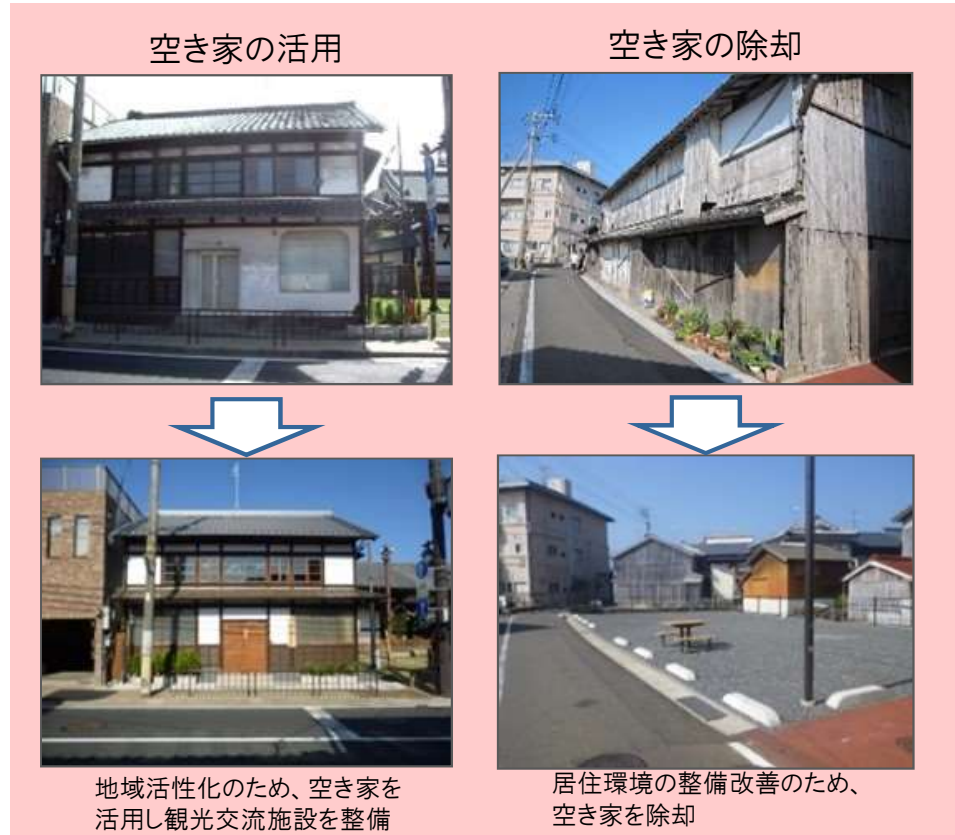 空き家の活用
空き家の除却
地域活性化のため、空き家を
活用し観光交流施設を整備
居住環境の整備改善のため、
空き家を除却